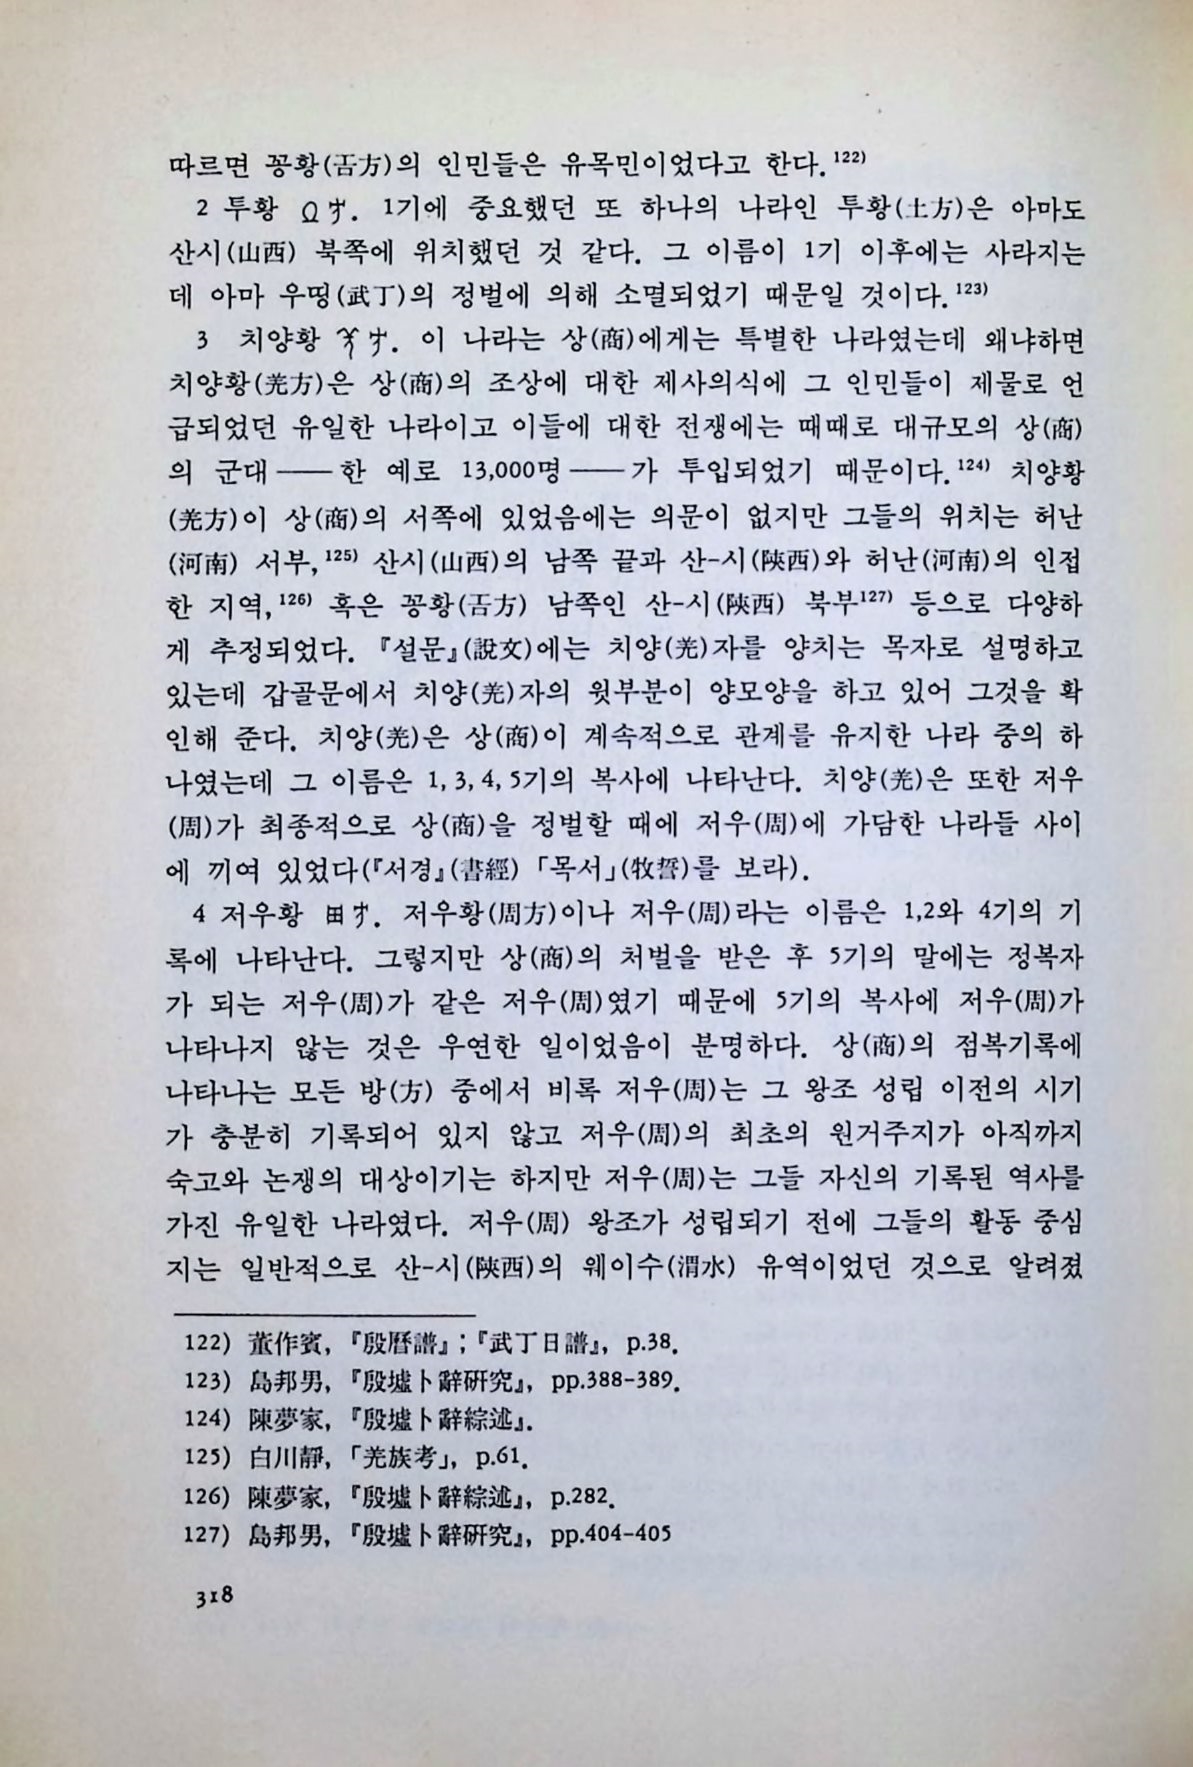 따르면 꽁황(𢀛方)의 인민들은 유목민이었다고 한다.122)
2 투황. 1기에 중요했던 또 하나의 나라인 투황(土方)은 아마도
산시(山西) 북쪽에 위치했던 것 같다. 그 이름이 1기 이후에는 사라지는
데 아마 우띵(武丁)의 정벌에 의해 소멸되었기 때문일 것이다.123)
3 치양황. 이 나라는 상(商)에게는 특별한 나라였는데 왜냐하면
치양황(羌方)은 상(商)의 조상에 대한 제사의식에 그 인민들이 제물로 언
급되었던 유일한 나라이고 이들에 대한 전쟁에는 때때로 대규모의 상(商)
의 군대 ── 한 예로 13,000명 ── 가 투입되었기 때문이다.124) 치양황
(羌方)이 상(商)의 서쪽에 있었음에는 의문이 없지만 그들의 위치는 허난
(河南) 서부,125) 산시(山西)의 남쪽 끝과 산-시(陝西)와 허난(河南)의 인접
한 지역,126) 혹은 꽁황(𢀛方) 남쪽인 산-시(陝西) 북부127) 등으로 다양하
게 추정되었다. 『설문』(說文)에는 치양(羌)자를 양치는 목자로 설명하고
있는데 갑골문에서 치양(羌)자의 윗부분이 양모양을 하고 있어 그것을 확
인해 준다. 치양(羌)은 상(商)이 계속적으로 관계를 유지한 나라 중의 하
나였는데 그 이름은 1, 3, 4, 5기의 복사에 나타난다. 치양(羌)은 또한 저우
(周)가 최종적으로 상(商)을 정벌할 때에 저우(周)에 가담한 나라들 사이
에 끼여 있었다(『서경』(書經) 「목서」(牧誓)를 보라).
4 저우황. 저우황(周方)이나 저우(周)라는 이름은 1,2와 4기의 기
록에 나타난다. 그렇지만 상(商)의 처벌을 받은 후 5기의 말에는 정복자
가 되는 저우(周)가 같은 저우(周)였기 때문에 5기의 복사에 저우(周)가
나타나지 않는 것은 우연한 일이었음이 분명하다. 상(商)의 점복기록에
나타나는 모든 방(方) 중에서 비록 저우(周)는 그 왕조 성립 이전의 시기
가 충분히 기록되어 있지 않고 저우(周)의 최초의 원거주지가 아직까지
숙고와 논쟁의 대상이기는 하지만 저우(周)는 그들 자신의 기록된 역사를
가진 유일한 나라였다. 저우(周) 왕조가 성립되기 전에 그들의 활동 중심
지는 일반적으로 산-시(陝西)의 웨이수(渭水) 유역이었던 것으로 알려졌
122) 董作賓, 『殷曆譜』;『武丁日譜』, p.38.
123) 島邦男, 『殷墟卜辭硏究』, pp.388-389.
124) 陳夢家, 『殷墟卜辭綜述』.
125) 白川靜, 「羌族考」, p.61.
126) 陳夢家, 『殷墟卜辭綜述』, p.282.
127) 島邦男, 『殷墟卜辭硏究』, pp.404-405
318